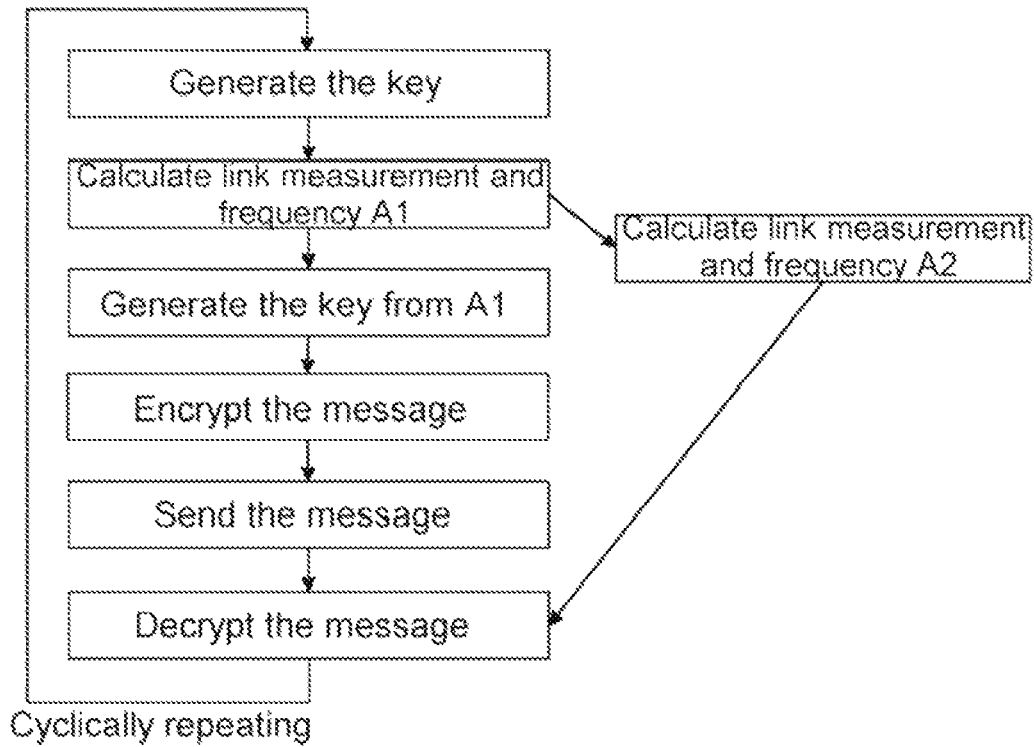 Generate the key
Calculate link measurement and
frequency A1
Calculate link measurement
and frequency A2
Generate the key from A1
Encrypt the message
Send the message
Decrypt the message
Cyclically repeating